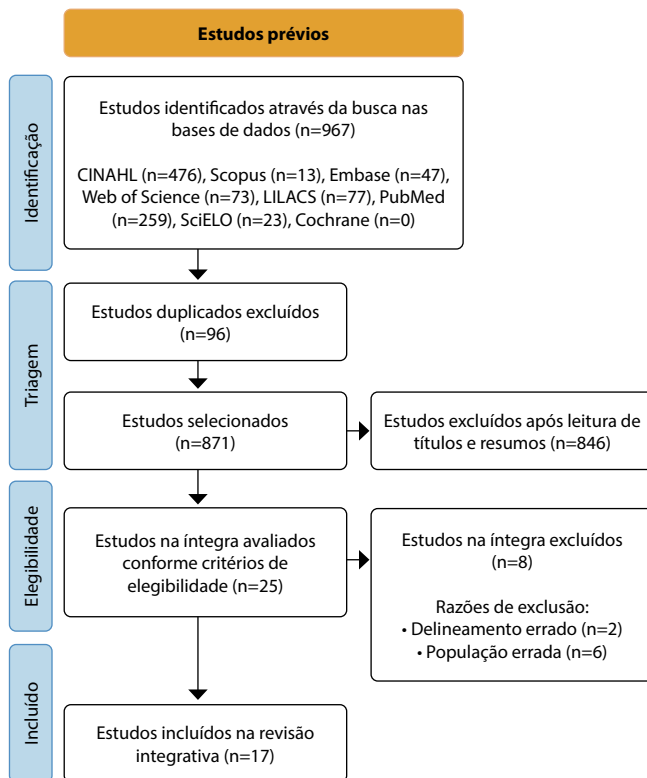 Estudos prévios
Identificação
Estudos identificados através da busca nas
bases de dados (n=967)
CINAHL (n=476), Scopus (n=13), Embase (n=47),
Web of Science (n=73), LILACS (n=77), PubMed
(n=259), SciELO (n=23), Cochrane (n=0)
Triagem
Estudos duplicados excluídos
(n=96)
Estudos selecionados
(n=871)
Estudos excluídos após leitura de
títulos e resumos (n=846)
Elegibilidade
Estudos na íntegra avaliados
conforme critérios de
elegibilidade (n=25)
Estudos na íntegra excluídos
(n=8)
Razões de exclusão:
• Delineamento errado (n=2)
• População errada (n=6)
Incluído
Estudos incluídos na revisão
integrativa (n=17)